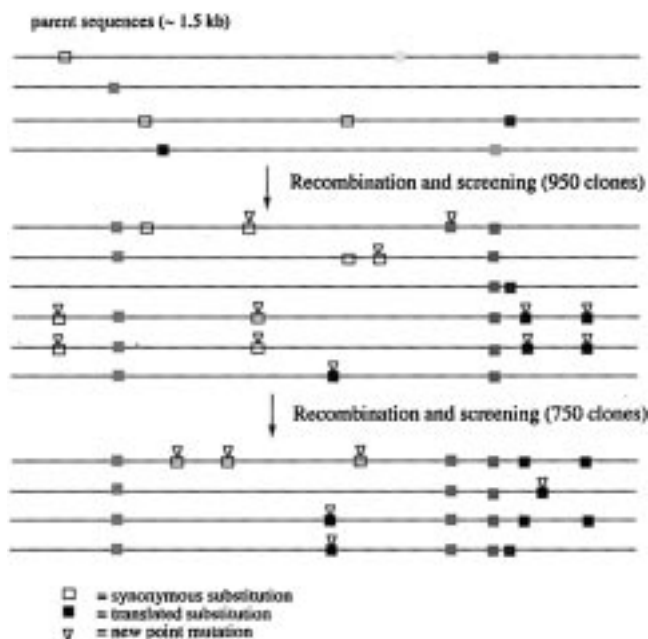 parent sequences (~ 1.5 kb)
Recombination and screening (950 clones)
Recombination and screening (750 clones)
= synonymous substitution
= translated substitution
= new point mutation